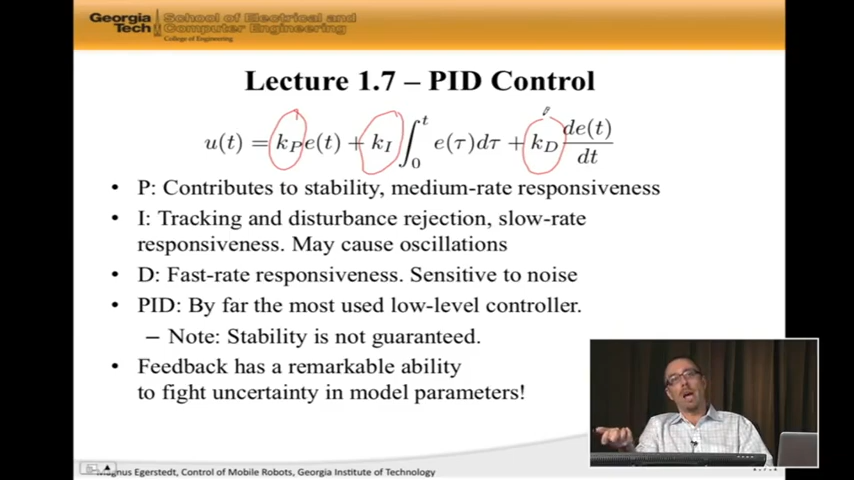 Georgia Tech
School of Electrical and Computer Engineering
College of Engineering
Lecture 1.7 – PID Control
u(t) = k_P e(t) + k_I ∫_0^t e(τ)dτ + k_D de(t)/dt
• P: Contributes to stability, medium-rate responsiveness
• I: Tracking and disturbance rejection, slow-rate
responsiveness. May cause oscillations
• D: Fast-rate responsiveness. Sensitive to noise
• PID: By far the most used low-level controller.
– Note: Stability is not guaranteed.
• Feedback has a remarkable ability
to fight uncertainty in model parameters!
Magnus Egerstedt, Control of Mobile Robots, Georgia Institute of Technology